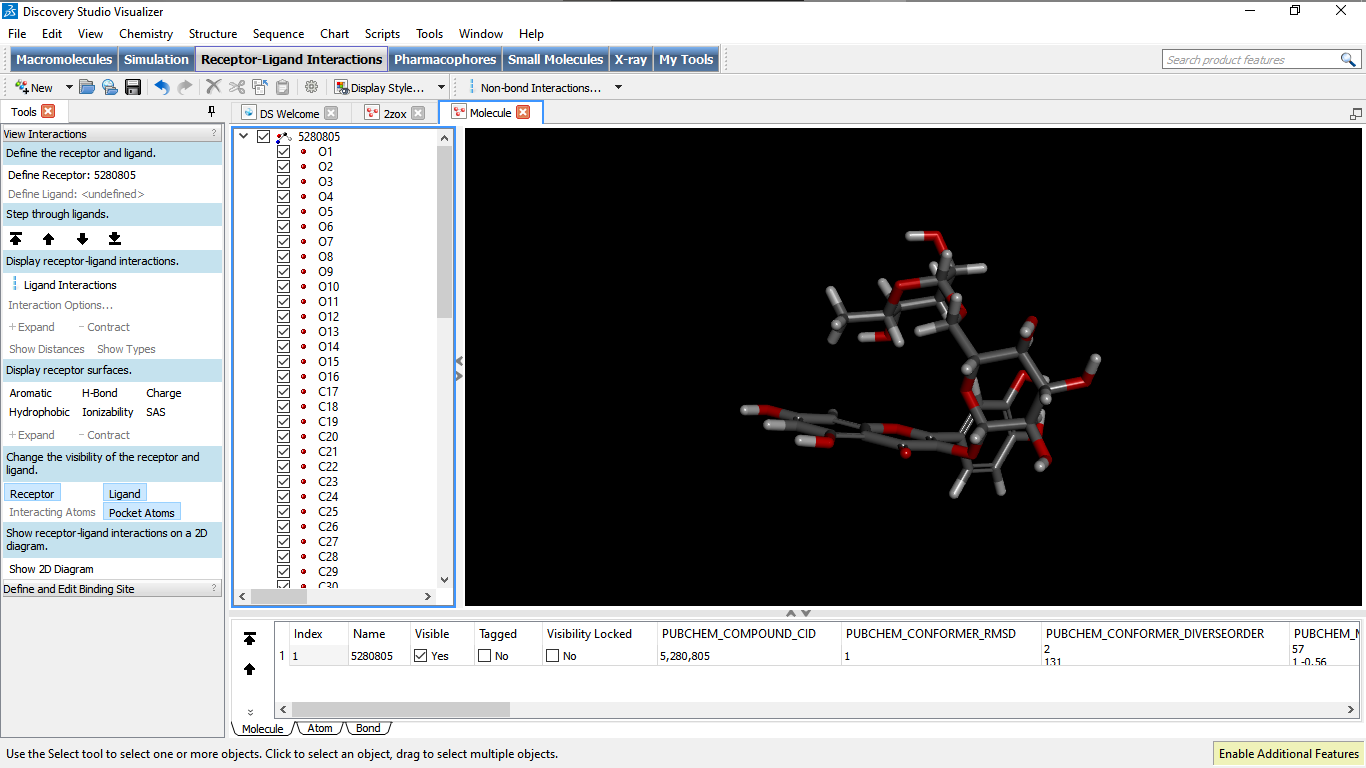 Discovery Studio Visualizer
File Edit View Chemistry Structure Sequence Chart Scripts Tools Window Help
Macromolecules Simulation Receptor-Ligand Interactions Pharmacophores Small Molecules X-ray My Tools
Search product features
New Display Style... Non-bond Interactions...
Tools
DS Welcome 2zox Molecule
View Interactions ?
Define the receptor and ligand.
Define Receptor: 5280805
Define Ligand: <undefined>
Step through ligands.
Display receptor-ligand interactions.
Ligand Interactions
Interaction Options...
+Expand - Contract
Show Distances Show Types
Display receptor surfaces.
Aromatic H-Bond Charge
Hydrophobic Ionizability SAS
+Expand - Contract
Change the visibility of the receptor and
ligand.
Receptor Ligand
Interacting Atoms Pocket Atoms
Show receptor-ligand interactions on a 2D
diagram.
Show 2D Diagram
Define and Edit Binding Site ?
5280805
O1
O2
O3
O4
O5
O6
O7
O8
O9
O10
O11
O12
O13
O14
O15
O16
C17
C18
C19
C20
C21
C22
C23
C24
C25
C26
C27
C28
C29
C30
Index Name Visible Tagged Visibility Locked PUBCHEM_COMPOUND_CID PUBCHEM_CONFORMER_RMSD PUBCHEM_CONFORMER_DIVERSEORDER PUBCHEM_M
1 1 5280805 Yes No No 5,280,805 1 2 57
131 1 -0.56
Molecule Atom Bond
Use the Select tool to select one or more objects. Click to select an object, drag to select multiple objects.
Enable Additional Features